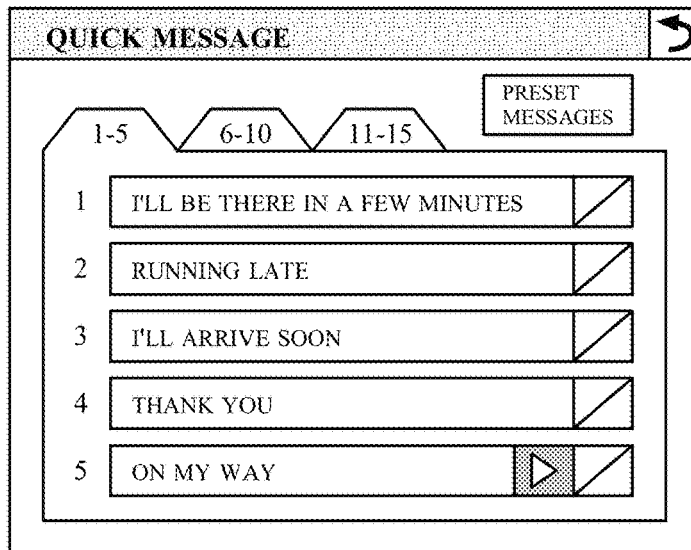 QUICK MESSAGE
PRESET
MESSAGES
1-5 6-10 11-15
1 I'LL BE THERE IN A FEW MINUTES
2 RUNNING LATE
3 I'LL ARRIVE SOON
4 THANK YOU
5 ON MY WAY